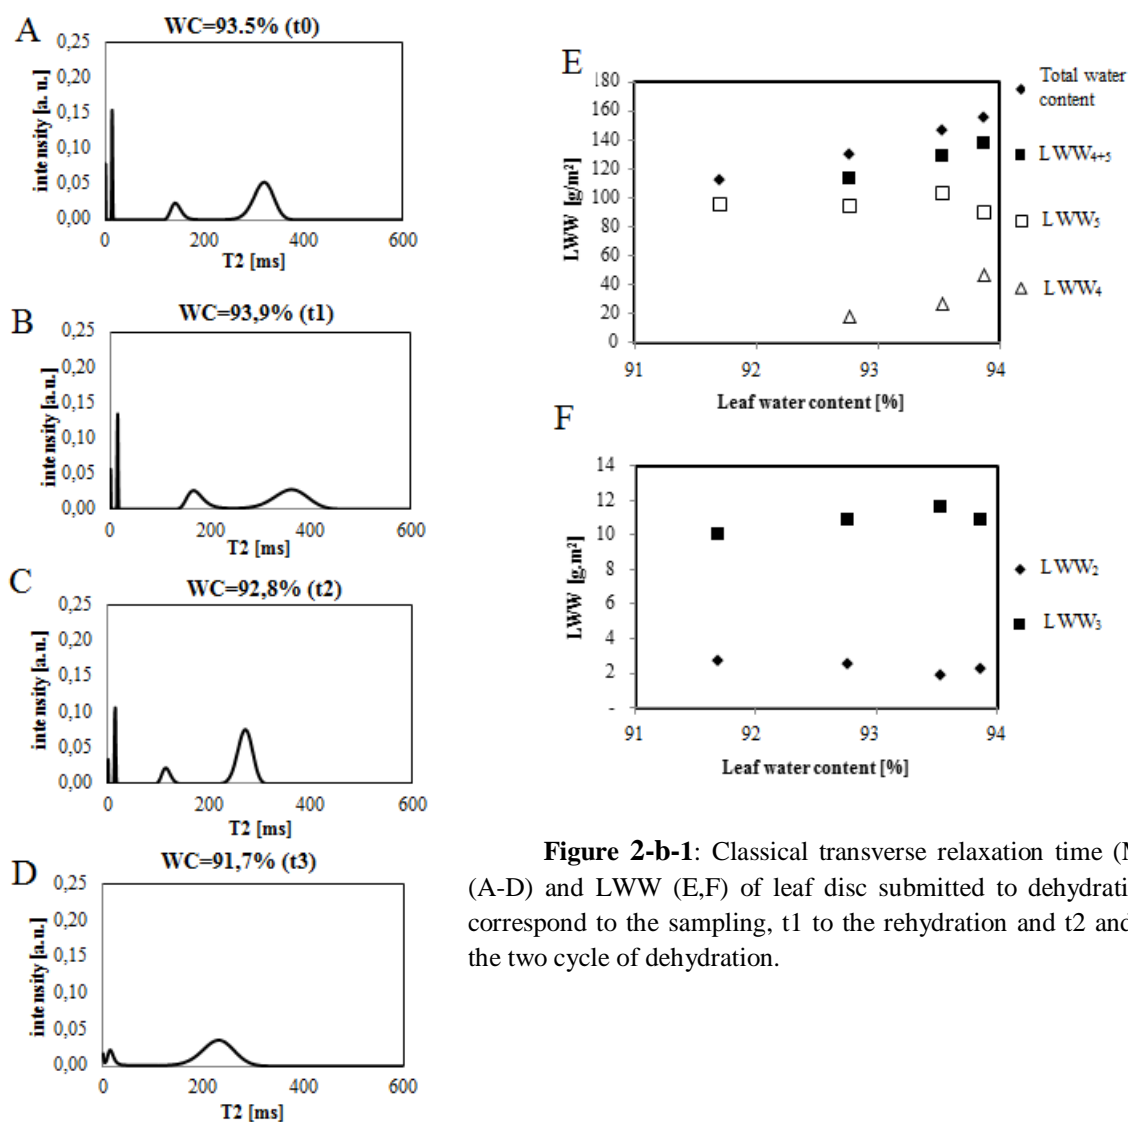 A
WC=93.5% (t0)
0,25
0,20
0,15
0,10
0,05
0,00
intensity [a. u.]
0
200
400
600
T2 [ms]
B
WC=93,9% (t1)
0,25
0,20
0,15
0,10
0,05
0,00
intensity [a.u.]
0
200
400
600
T2 [ms]
C
WC=92,8% (t2)
0,25
0,20
0,15
0,10
0,05
0,00
intensity [a.u.]
0
200
400
600
T2 [ms]
D
WC=91,7% (t3)
0,25
0,20
0,15
0,10
0,05
0,00
intensity [a.u.]
0
200
400
600
T2 [ms]
E
180
160
140
120
100
80
60
40
20
0
LWW [g/m²]
91
92
93
94
Leaf water content [%]
Total water
content
LWW₄₊₅
LWW₅
LWW₄
F
14
12
10
8
6
4
2
-
LWW [g.m²]
91
92
93
94
Leaf water content [%]
LWW₂
LWW₃
Figure 2-b-1: Classical transverse relaxation time (
(A-D) and LWW (E,F) of leaf disc submitted to
correspond to the sampling, t1 to the rehydration and t2 and
the two cycle of dehydration.